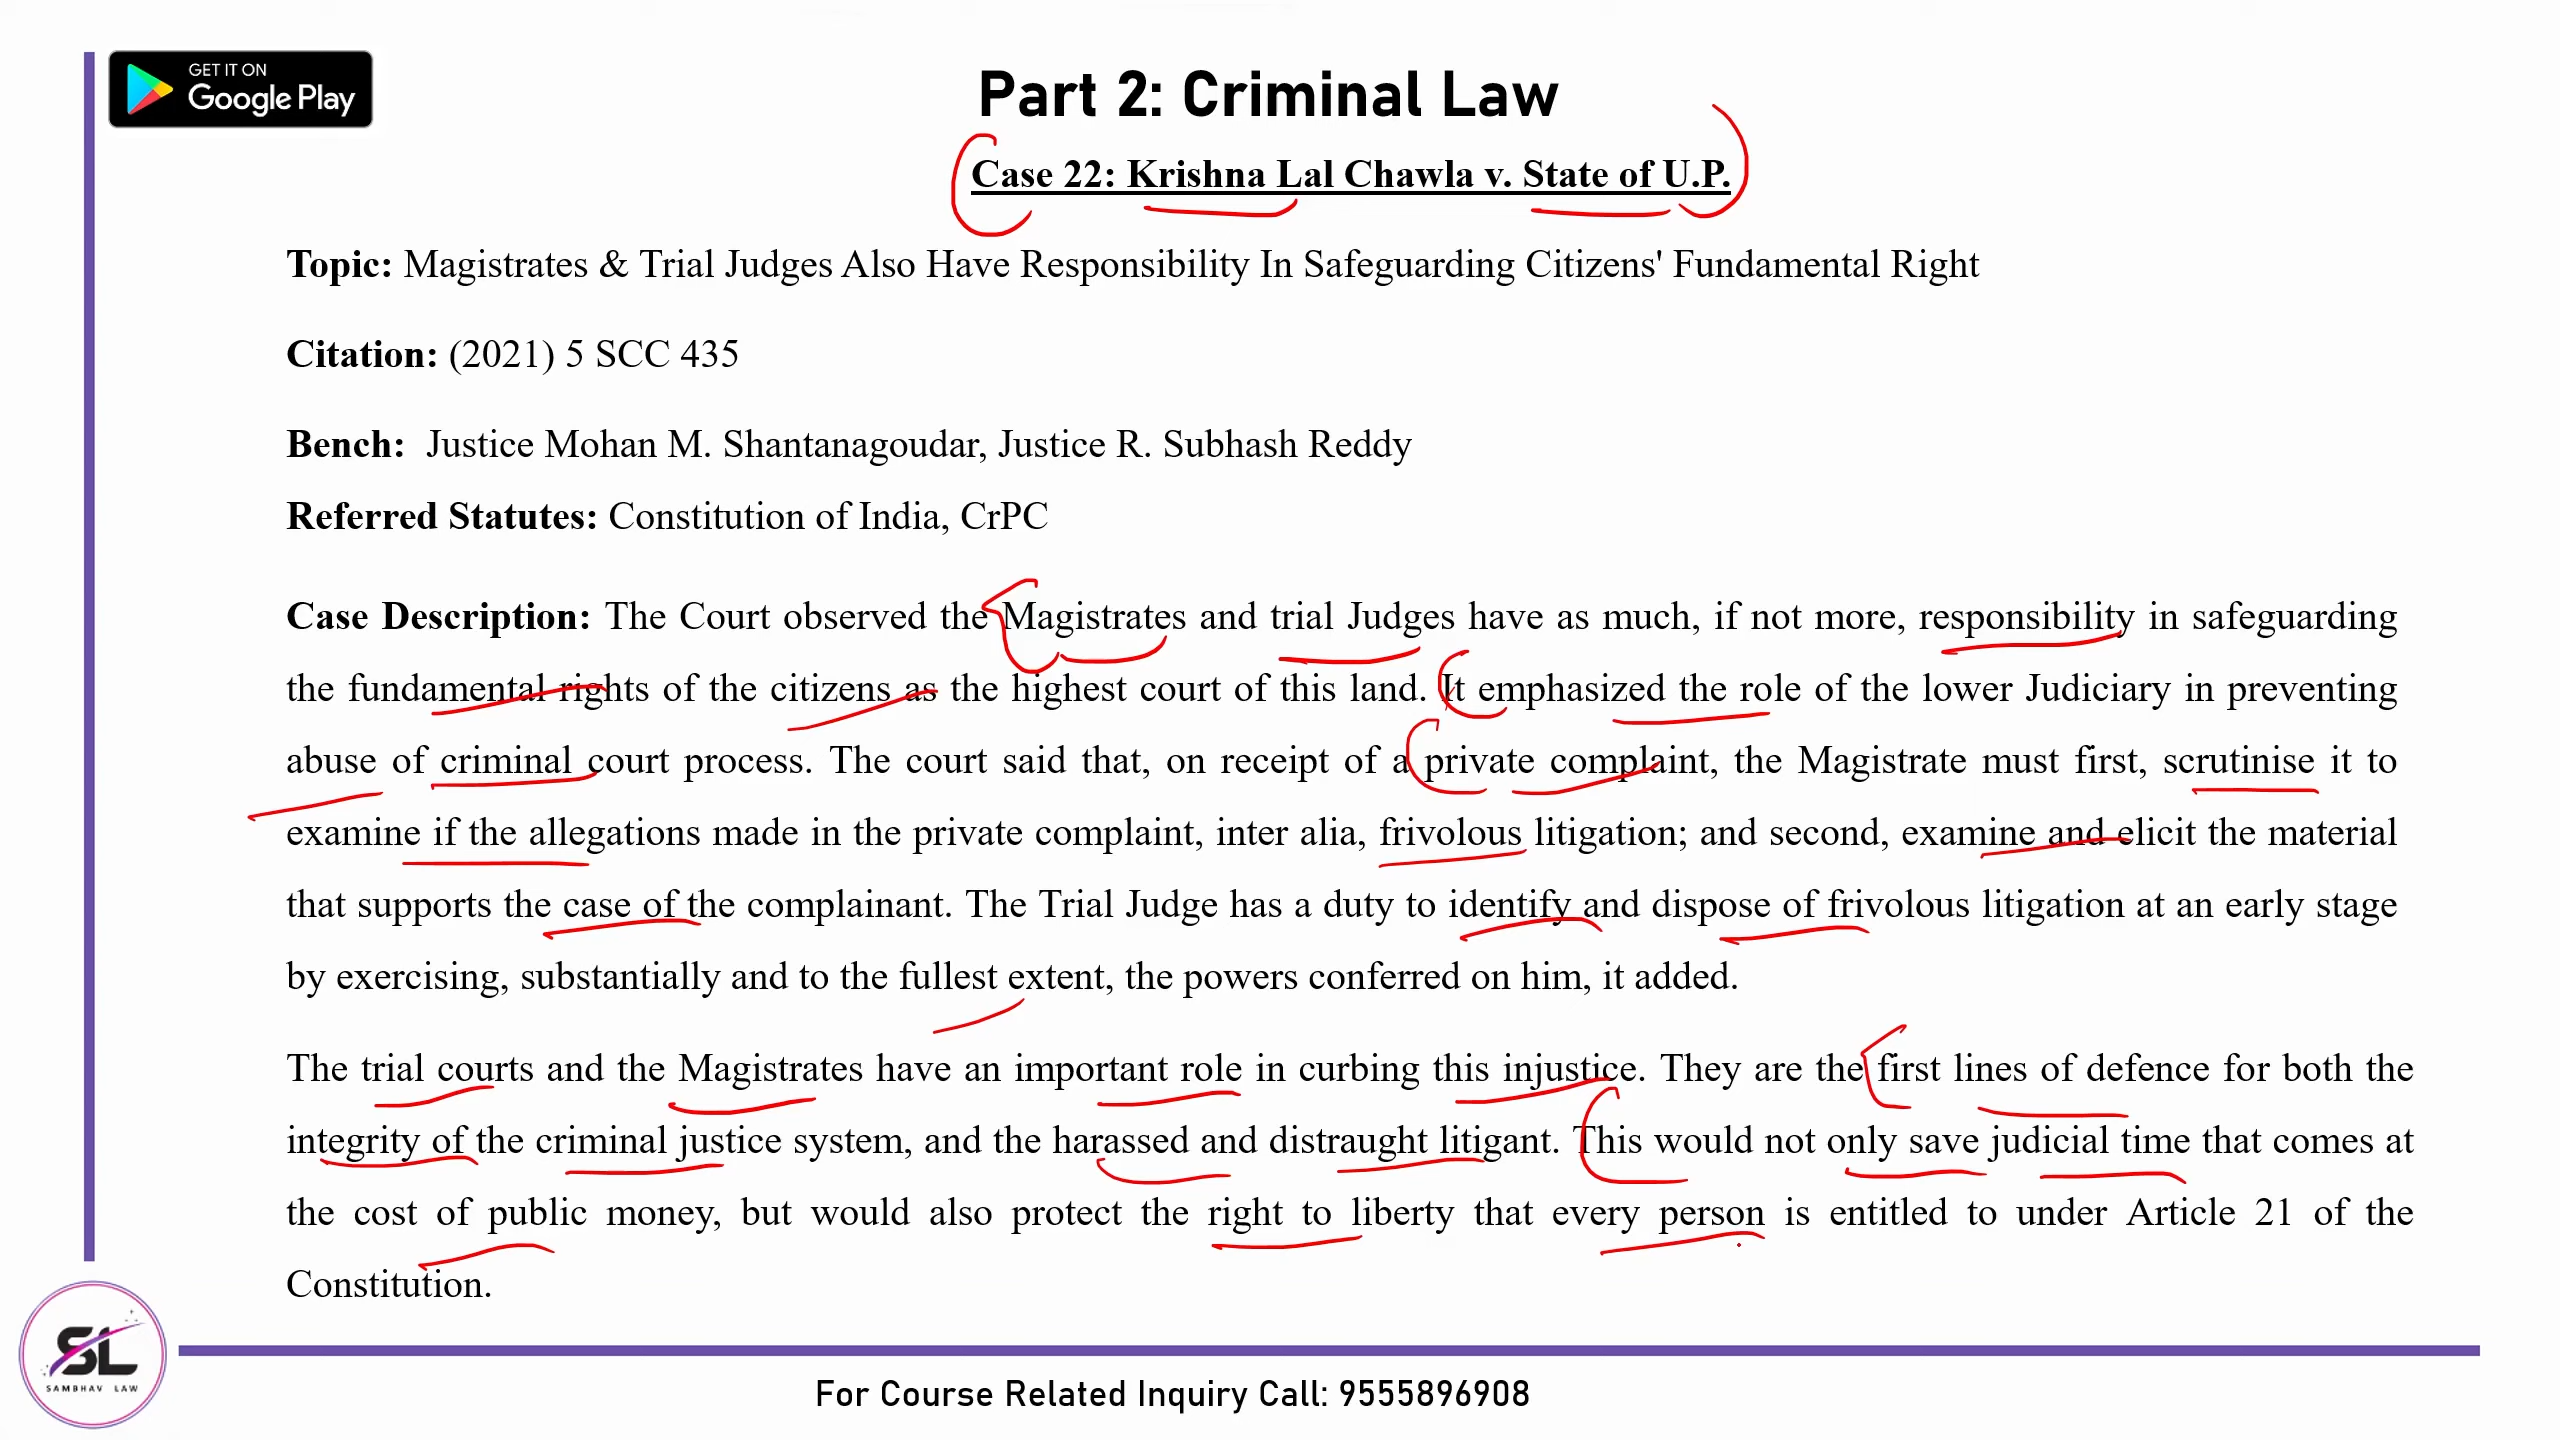 GET IT ON
Google Play
Part 2: Criminal Law
Case 22: Krishna Lal Chawla v. State of U.P.
Topic: Magistrates & Trial Judges Also Have Responsibility In Safeguarding Citizens' Fundamental Right
Citation: (2021) 5 SCC 435
Bench: Justice Mohan M. Shantanagoudar, Justice R. Subhash Reddy
Referred Statutes: Constitution of India, CrPC
Case Description: The Court observed the Magistrates and trial Judges have as much, if not more, responsibility in safeguarding
the fundamental rights of the citizens as the highest court of this land. It emphasized the role of the lower Judiciary in preventing
abuse of criminal court process. The court said that, on receipt of a private complaint, the Magistrate must first, scrutinise it to
examine if the allegations made in the private complaint, inter alia, frivolous litigation; and second, examine and elicit the material
that supports the case of the complainant. The Trial Judge has a duty to identify and dispose of frivolous litigation at an early stage
by exercising, substantially and to the fullest extent, the powers conferred on him, it added.
The trial courts and the Magistrates have an important role in curbing this injustice. They are the first lines of defence for both the
integrity of the criminal justice system, and the harassed and distraught litigant. This would not only save judicial time that comes at
the cost of public money, but would also protect the right to liberty that every person is entitled to under Article 21 of the
Constitution.
SL
SAMBHAV LAW
For Course Related Inquiry Call: 9555896908